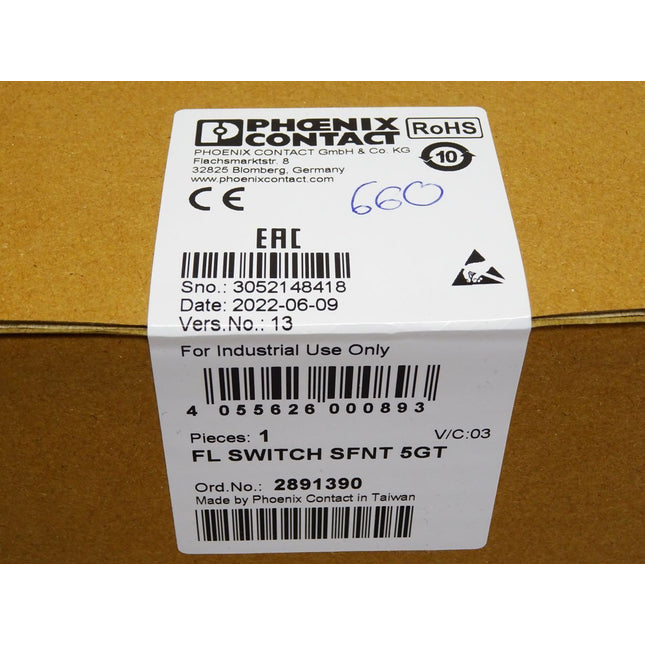 PHŒNIX
CONTACT
RoHS
PHOENIX CONTACT GmbH & Co. KG
Flachsmarktstr. 8
32825 Blomberg, Germany
www.phoenixcontact.com
10
CE
660
EAC
Sno.: 3052148418
Date: 2022-06-09
Vers.No.: 13
For Industrial Use Only
4 055626 000893
Pieces: 1 V/C:03
FL SWITCH SFNT 5GT
Ord.No.: 2891390
Made by Phoenix Contact in Taiwan